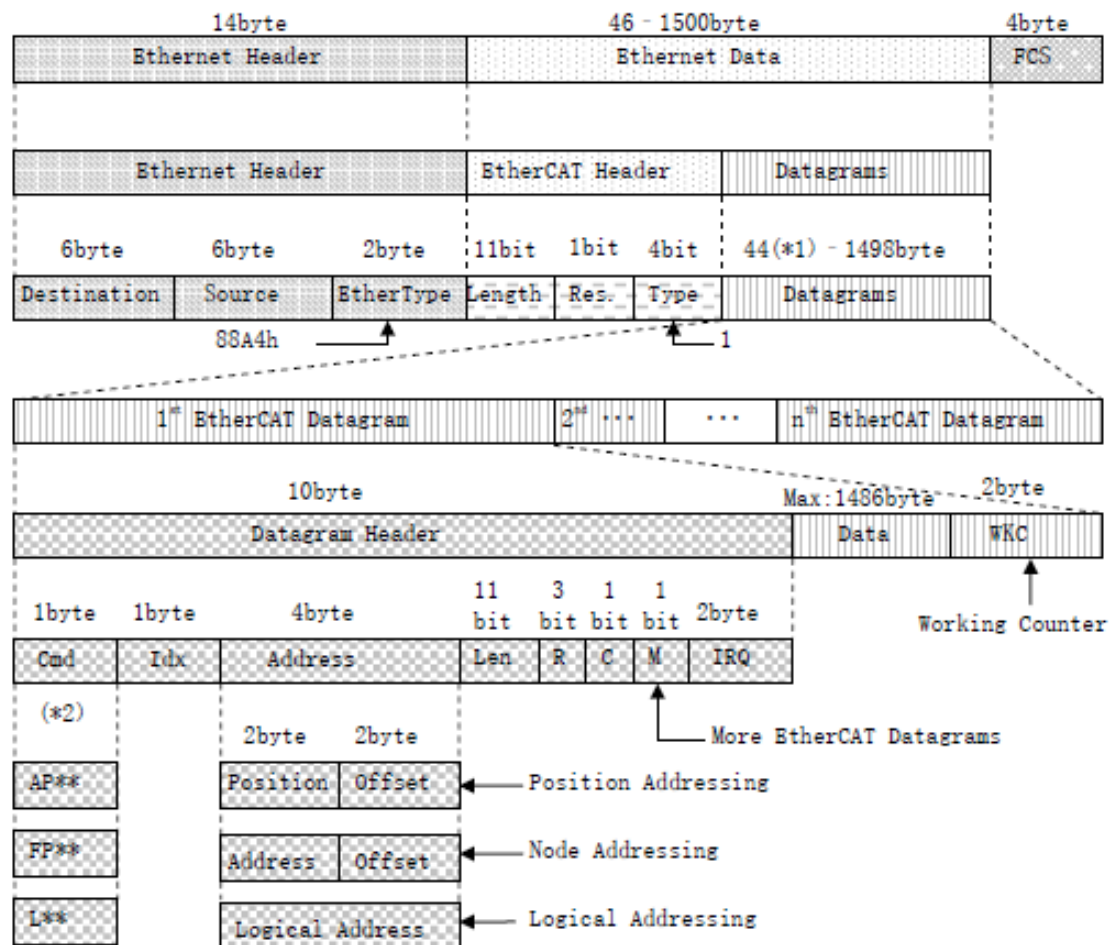 14byte 46 - 1500byte 4byte
Ethernet Header Ethernet Data FCS
Ethernet Header EtherCAT Header Datagrams
6byte 6byte 2byte 11bit 1bit 4bit 44(*1) - 1498byte
Destination Source EtherType Length Res. Type Datagrams
88A4h 1
1st EtherCAT Datagram 2nd ... ... nth EtherCAT Datagram
10byte Max:1486byte 2byte
Datagram Header Data WKC
11 3 1 1
1byte 1byte 4byte bit bit bit bit 2byte Working Counter
Cmd Idx Address Len R C M IRQ
(*2)
2byte 2byte More EtherCAT Datagrams
AP** Position Offset Position Addressing
FP** Address Offset Node Addressing
L** Logical Address Logical Addressing